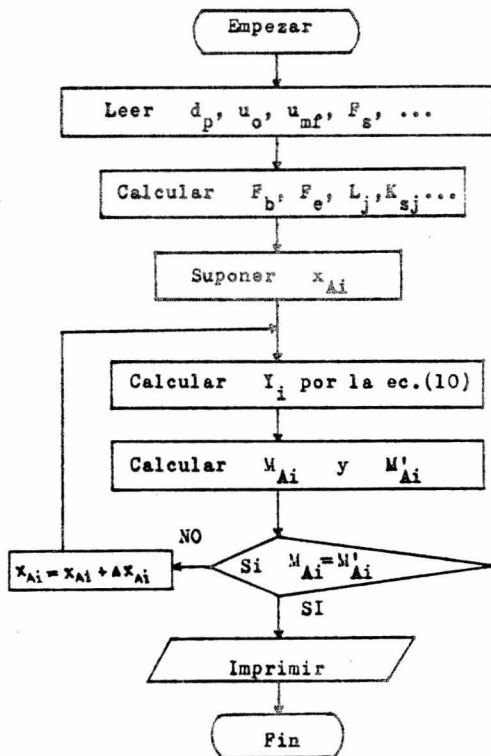 Empezar
Leer d_p, u_o, u_mf, F_s, ...
Calcular F_b, F_e, L_j, K_sj...
Suponer x_Ai
Calcular Y_i por la ec.(10)
Calcular M_Ai y M'_Ai
NO
Si M_Ai=M'_Ai
x_Ai = x_Ai + Δx_Ai
SI
Imprimir
Fin